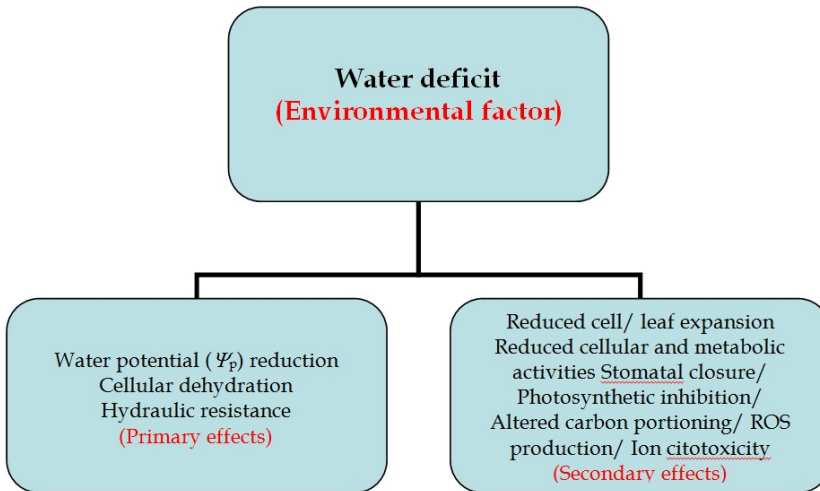 Water deficit
(Environmental factor)
Water potential (Ψp) reduction
Cellular dehydration
Hydraulic resistance
(Primary effects)
Reduced cell/ leaf expansion
Reduced cellular and metabolic
activities Stomatal closure/
Photosynthetic inhibition/
Altered carbon portioning/ ROS
production/ Ion citotoxicity
(Secondary effects)